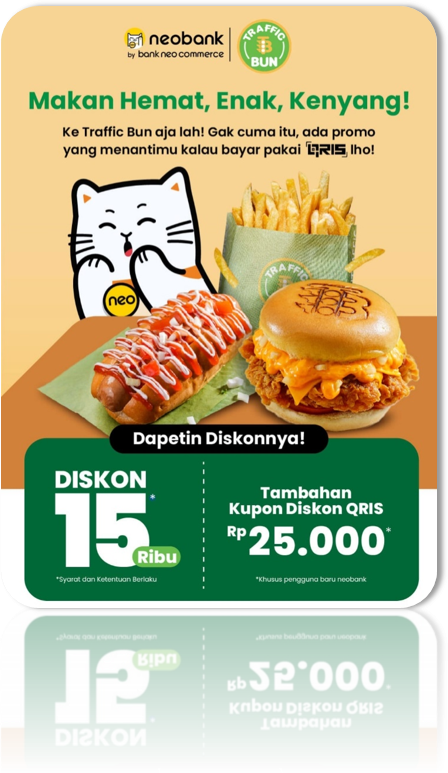 neobank
by bank neo commerce
TRAFFIC
BUN
Makan Hemat, Enak, Kenyang!
Ke Traffic Bun aja lah! Gak cuma itu, ada promo
yang menantimu kalau bayar pakai QRIS lho!
TRAFFIC
neo
Dapetin Diskonnya!
DISKON
15*
Ribu
*Syarat dan Ketentuan Berlaku
Tambahan
Kupon Diskon QRIS
Rp 25.000*
*Khusus pengguna baru neobank